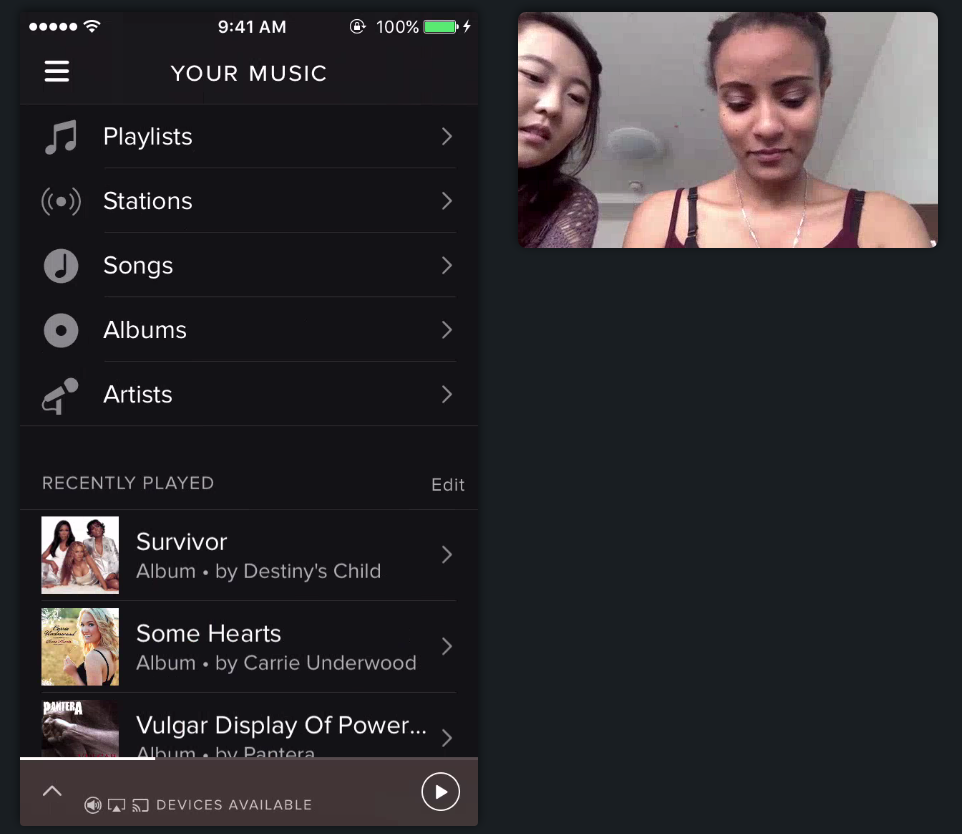 9:41 AM
100%
YOUR MUSIC
Playlists
Stations
Songs
Albums
Artists
RECENTLY PLAYED
Edit
Survivor
Album • by Destiny's Child
Some Hearts
Album • by Carrie Underwood
PANTERA
Vulgar Display Of Power...
Album • by Pantera
DEVICES AVAILABLE